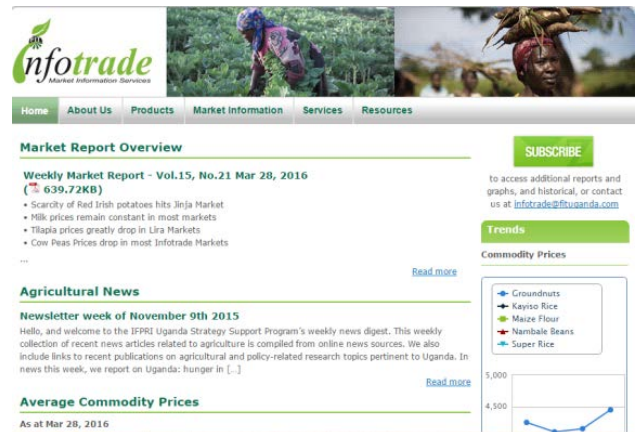 Infotrade
Market Information Services
Home About Us Products Market Information Services Resources
Market Report Overview
Weekly Market Report - Vol.15, No.21 Mar 28, 2016
( 639.72KB)
• Scarcity of Red Irish potatoes hits Jinja Market
• Milk prices remain constant in most markets
• Tilapia prices greatly drop in Lira Markets
• Cow Peas Prices drop in most Infotrade Markets
...
Read more
Agricultural News
Newsletter week of November 9th 2015
Hello, and welcome to the IFPRI Uganda Strategy Support Program's weekly news digest. This weekly
collection of recent news articles related to agriculture is compiled from online news sources. We also
include links to recent publications on agricultural and policy-related research topics pertinent to Uganda. In
news this week, we report on Uganda: hunger in [...]
Read more
Average Commodity Prices
As at Mar 28, 2016
SUBSCRIBE
to access additional reports and
graphs, and historical, or contact
us at infotrade@fituganda.com
Trends
Commodity Prices
Groundnuts
Kayiso Rice
Maize Flour
Nambale Beans
Super Rice
5,000
4,500